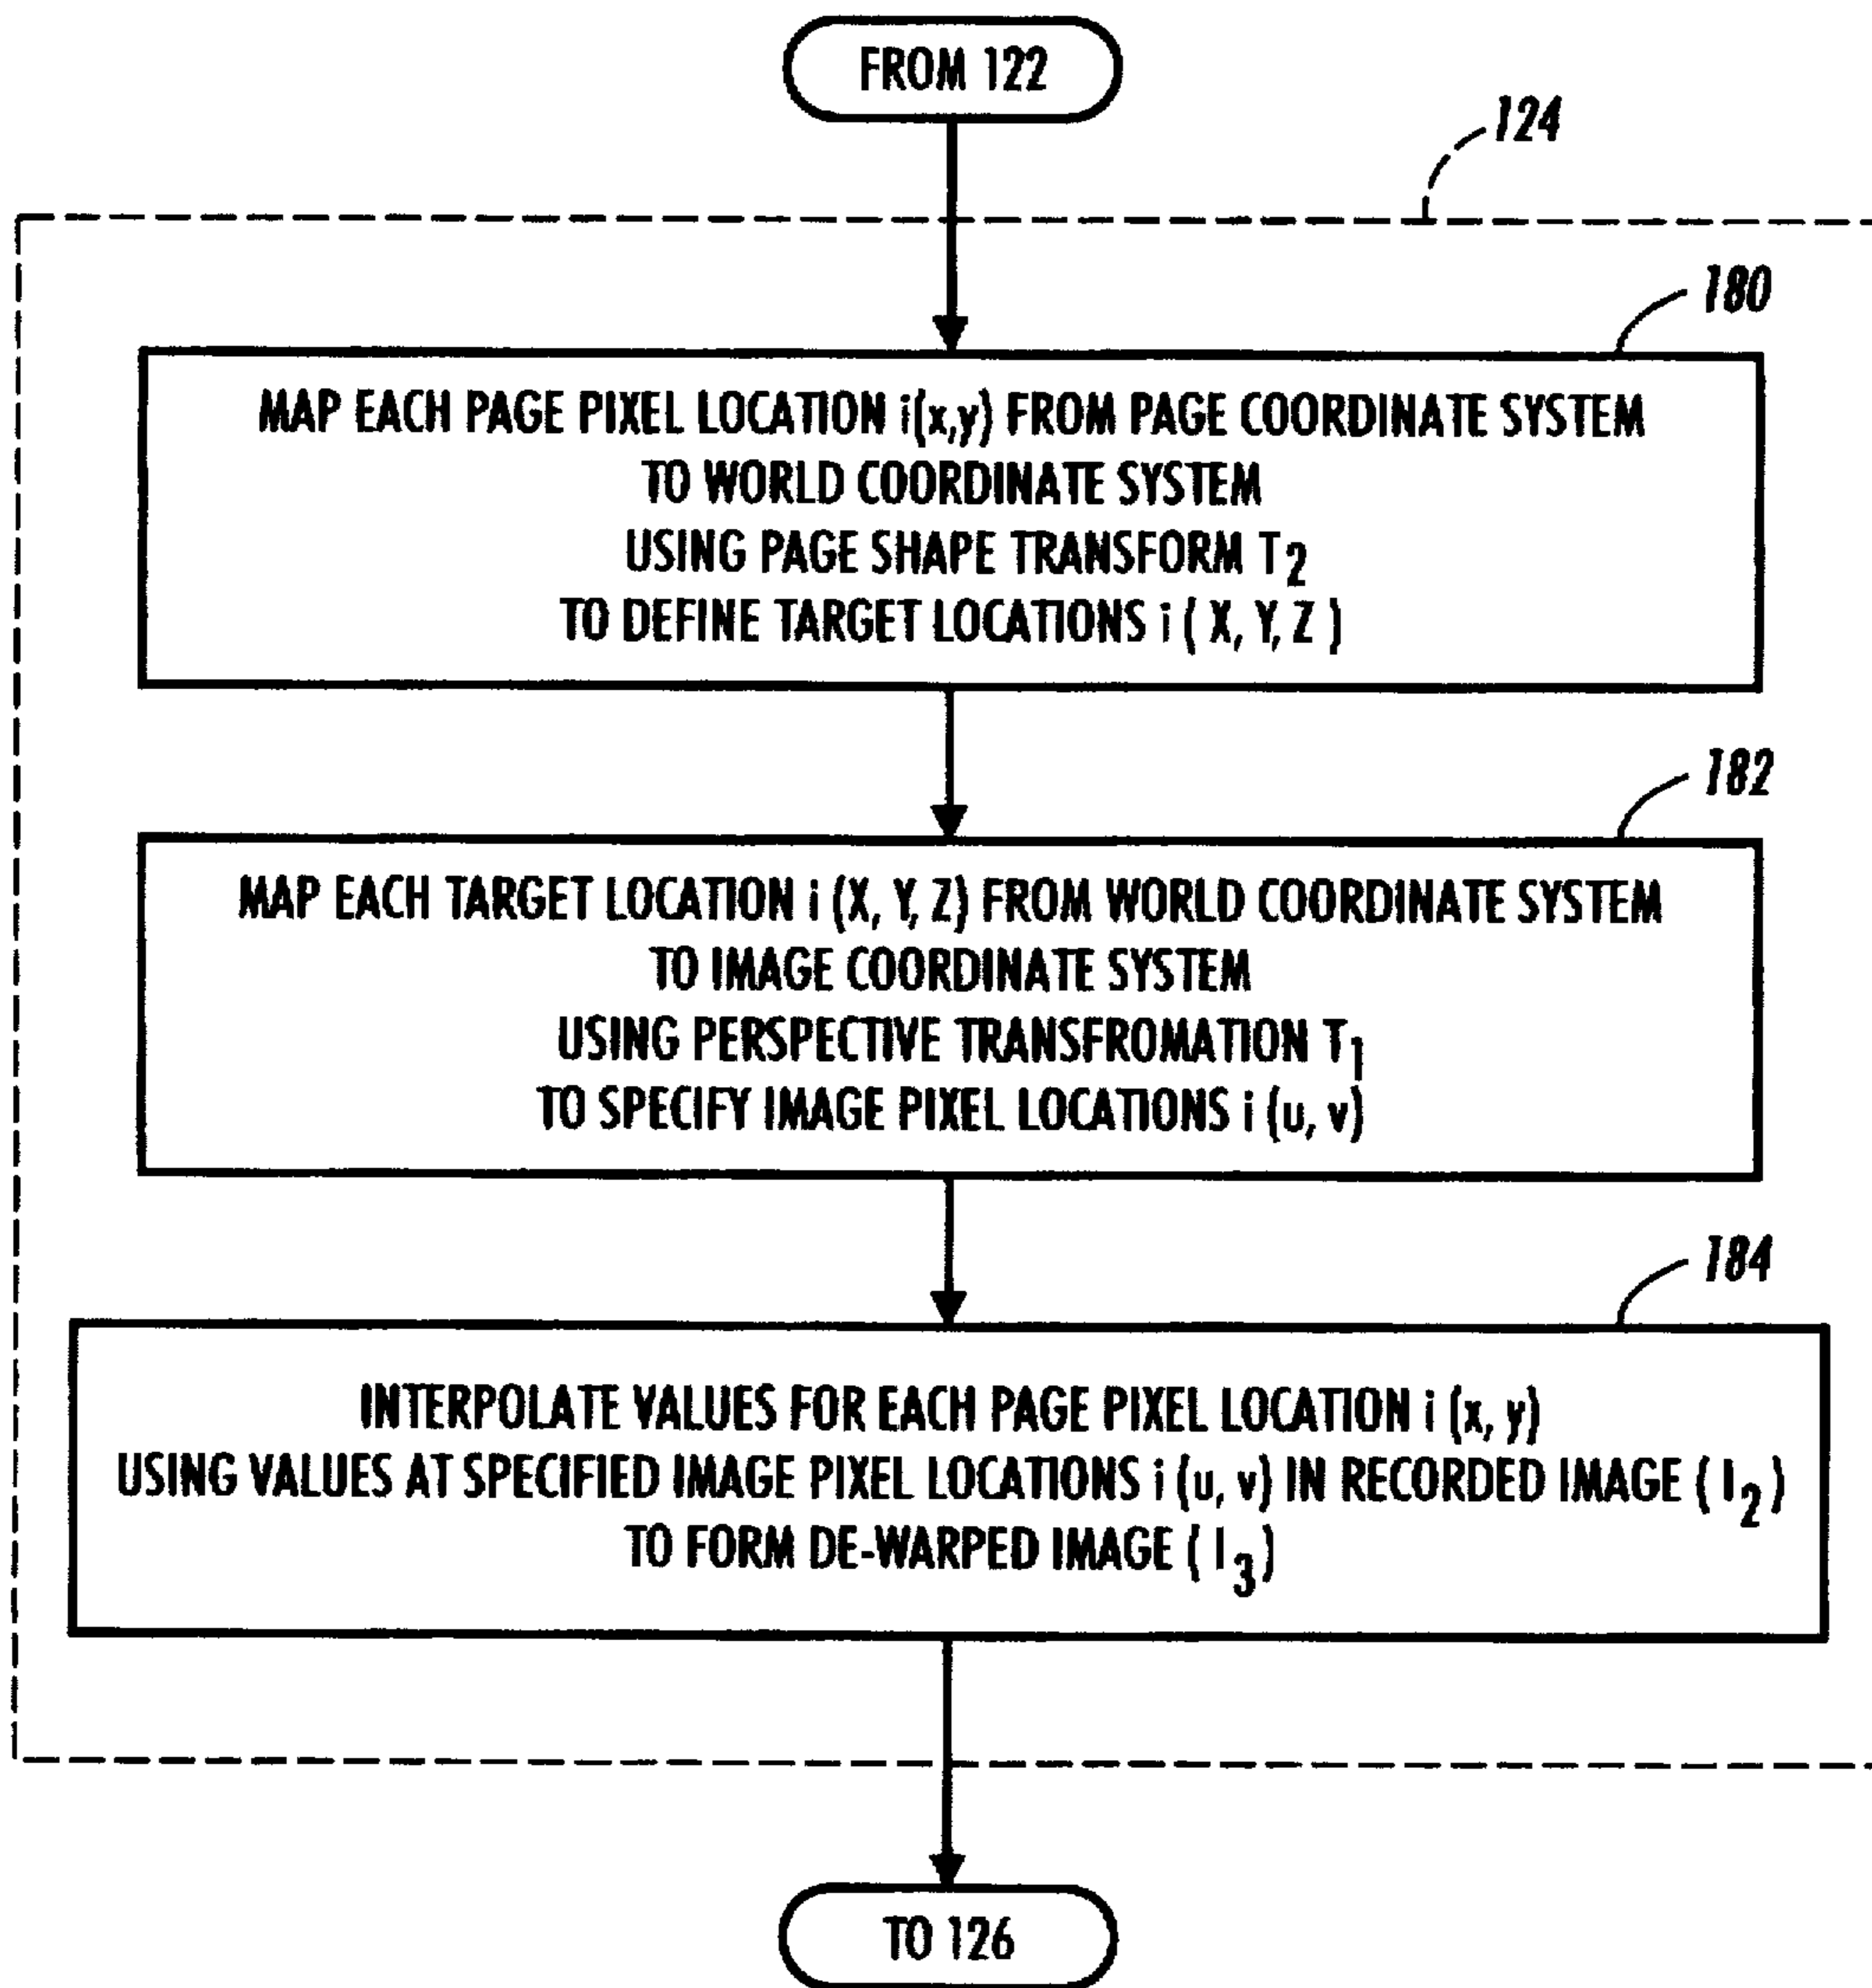 FROM 122
124
180
MAP EACH PAGE PIXEL LOCATION i(x,y) FROM PAGE COORDINATE SYSTEM
TO WORLD COORDINATE SYSTEM
USING PAGE SHAPE TRANSFORM T2
TO DEFINE TARGET LOCATIONS i ( X, Y, Z )
182
MAP EACH TARGET LOCATION i (X, Y, Z) FROM WORLD COORDINATE SYSTEM
TO IMAGE COORDINATE SYSTEM
USING PERSPECTIVE TRANSFROMATION T1
TO SPECIFY IMAGE PIXEL LOCATIONS i (u, v)
184
INTERPOLATE VALUES FOR EACH PAGE PIXEL LOCATION i (x, y)
USING VALUES AT SPECIFIED IMAGE PIXEL LOCATIONS i (u, v) IN RECORDED IMAGE ( I2 )
TO FORM DE-WARPED IMAGE ( I3 )
TO 126